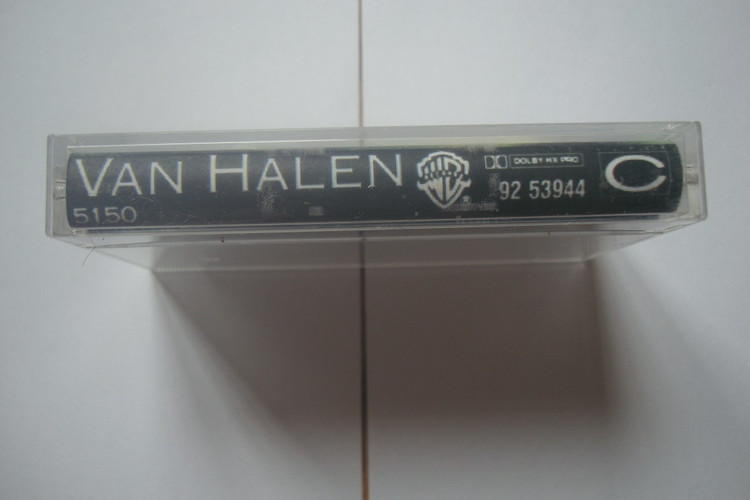 VAN HALEN
5150
DOLBY HX PRO
92 53944
C